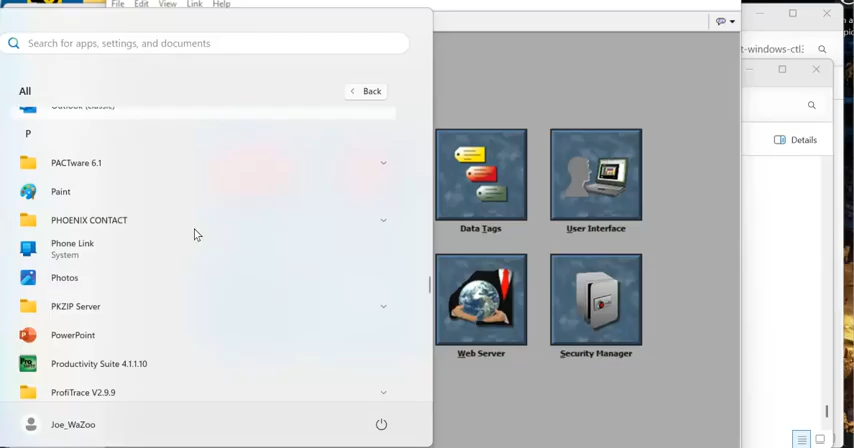 File Edit View Link Help
Search for apps, settings, and documents
t-windows-ctl:
All
Back
Outlook (classic)
P
Details
PACTware 6.1
Paint
PHOENIX CONTACT
Data Tags
User Interface
Phone Link
System
Photos
PKZIP Server
PowerPoint
Web Server
Security Manager
Productivity Suite 4.1.1.10
ProfiTrace V2.9.9
Joe_WaZoo